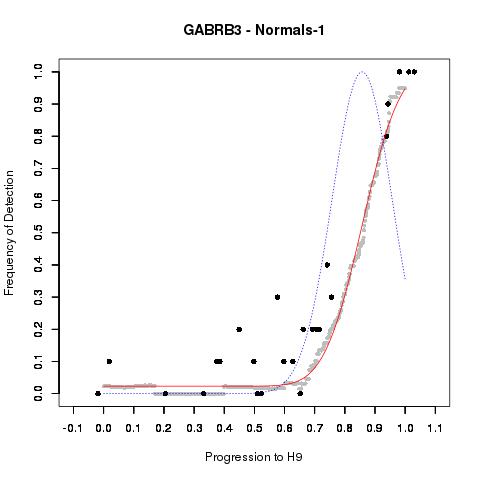 GABRB3 - Normals-1
Frequency of Detection
1.0
0.9
0.8
0.7
0.6
0.5
0.4
0.3
0.2
0.1
0.0
-0.1 0.0 0.1 0.2 0.3 0.4 0.5 0.6 0.7 0.8 0.9 1.0 1.1
Progression to H9